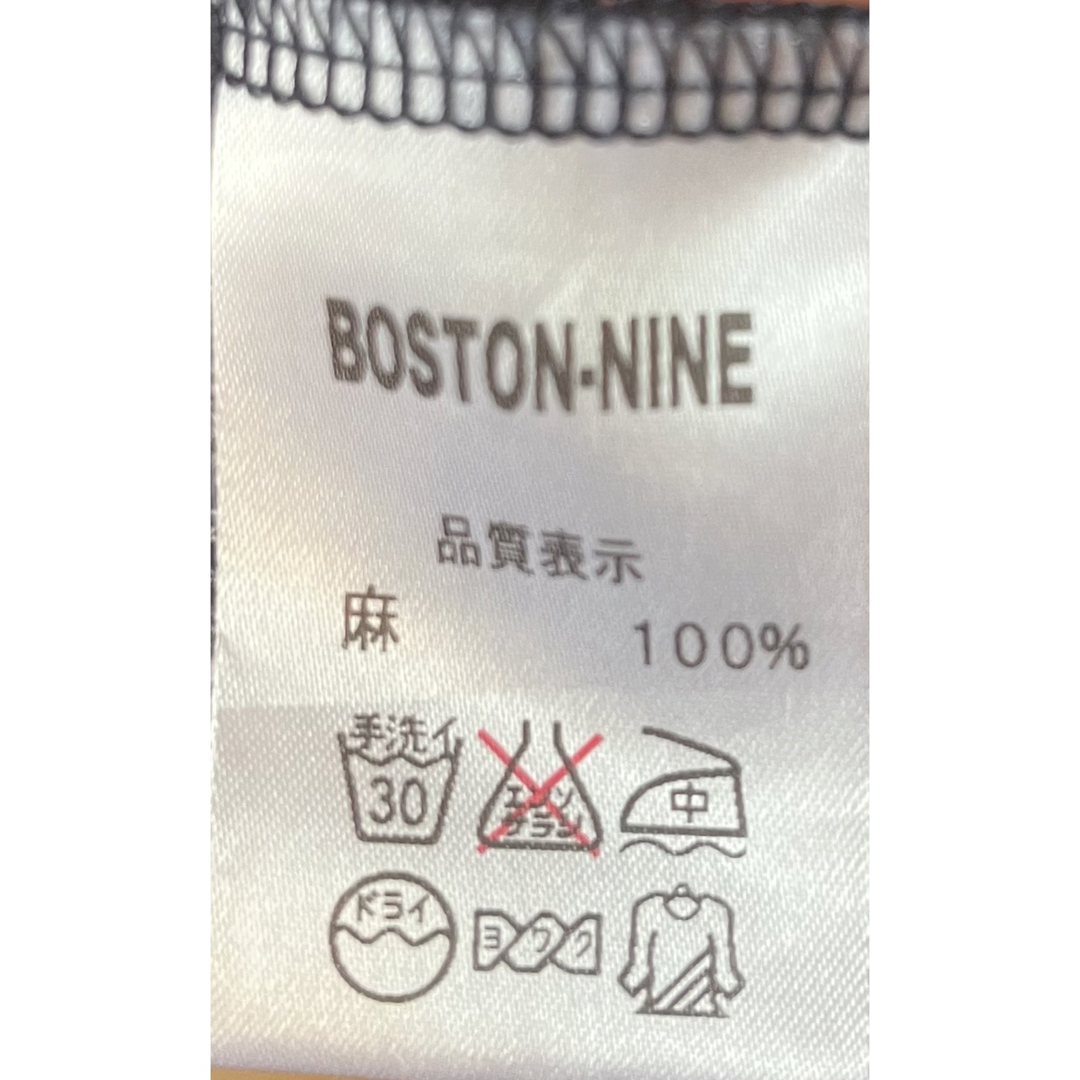 BOSTON-NINE
品質表示
麻 100%
手洗イ 中
30 エンソ
サラシ
ドライ ヨワク